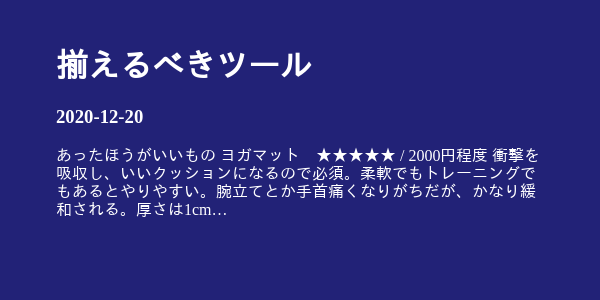 揃えるべきツール
2020-12-20
あったほうがいいもの ヨガマット　★★★★★ / 2000円程度 衝撃を
吸収し、いいクッションになるので必須。柔軟でもトレーニングで
もあるとやりやすい。腕立てとか手首痛くなりがちだが、かなり緩
和される。厚さは1cm…